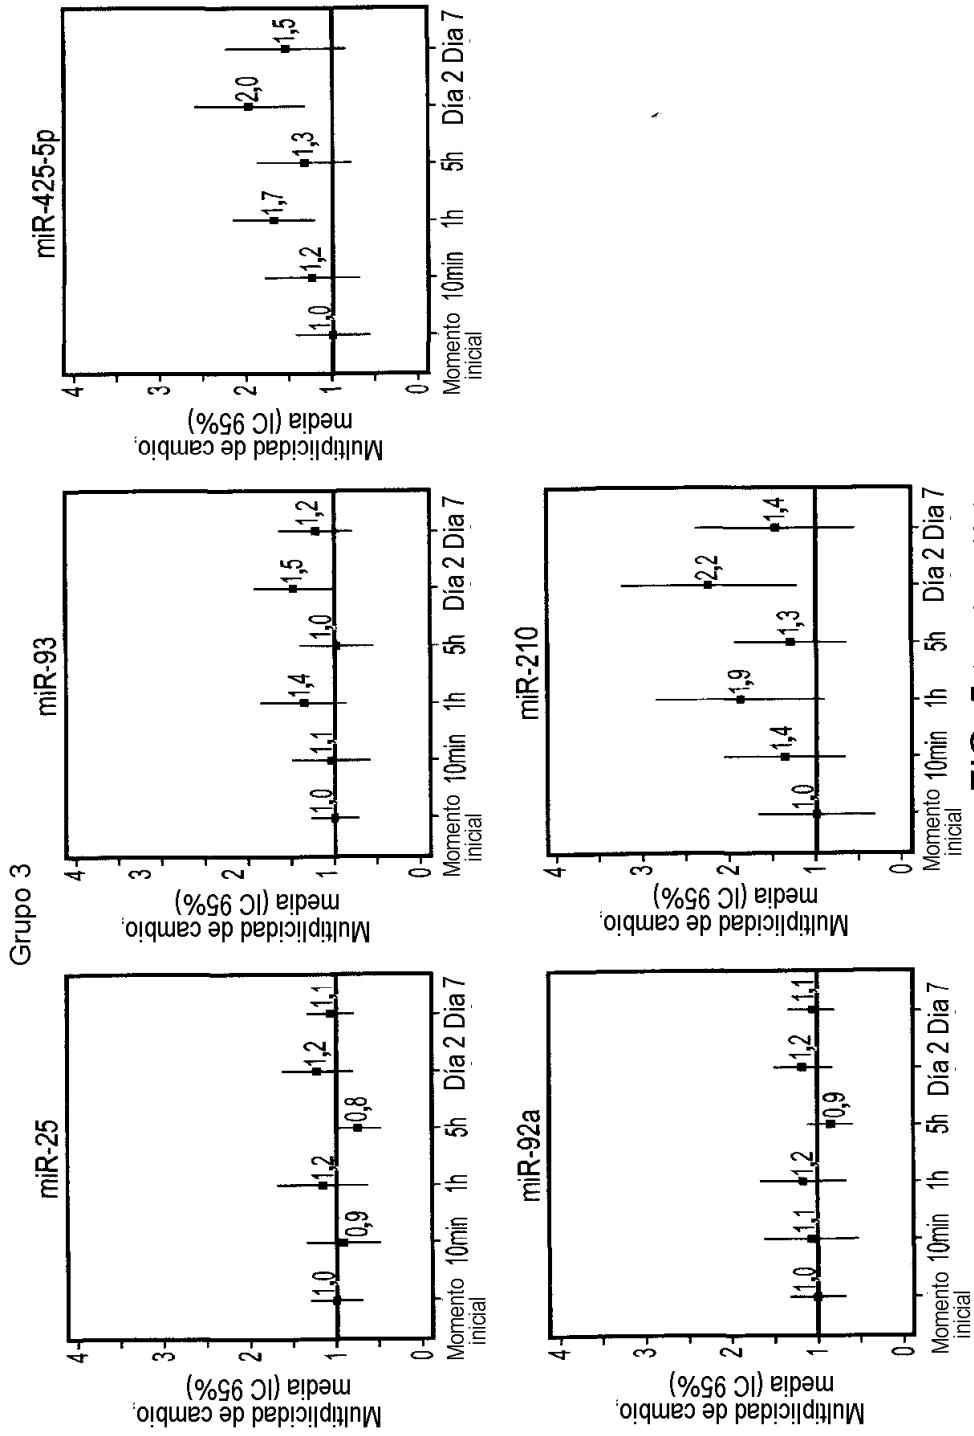 Grupo 3
miR-25
Multiplicidad de cambio,
media (IC 95%)
4
3
2
1
0
1,0
0,9
1,2
0,8
1,2
1,1
Momento
inicial
10min
1h
5h
Día 2
Dia 7
miR-93
Multiplicidad de cambio,
media (IC 95%)
4
3
2
1
0
1,0
1,1
1,4
1,0
1,5
1,2
Momento
inicial
10min
1h
5h
Día 2
Dia 7
miR-425-5p
Multiplicidad de cambio,
media (IC 95%)
4
3
2
1
0
1,0
1,2
1,7
1,3
2,0
1,5
Momento
inicial
10min
1h
5h
Día 2
Dia 7
miR-92a
Multiplicidad de cambio,
media (IC 95%)
4
3
2
1
0
1,0
1,1
1,2
0,9
1,2
1,1
Momento
inicial
10min
1h
5h
Día 2
Dia 7
miR-210
Multiplicidad de cambio,
media (IC 95%)
4
3
2
1
0
1,0
1,4
1,9
1,3
2,2
1,4
Momento
inicial
10min
1h
5h
Día 2
Dia 7